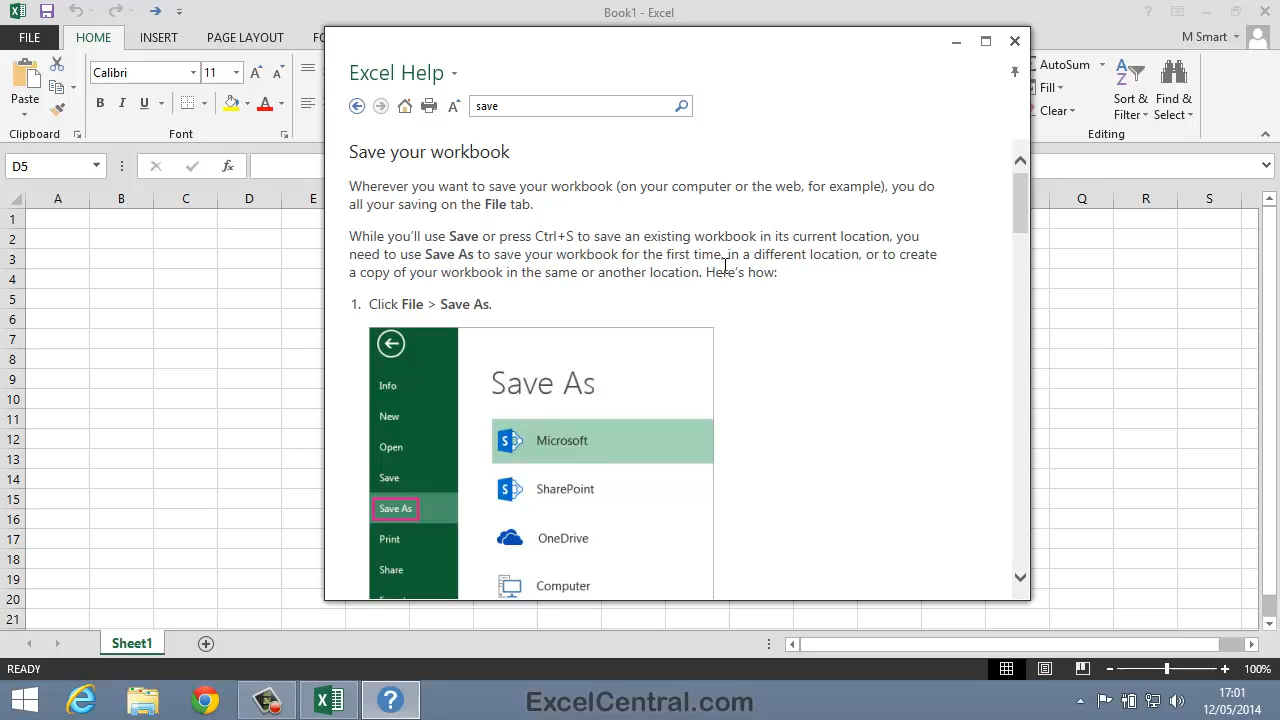 Book1 - Excel
FILE
HOME
INSERT
PAGE LAYOUT
FO
M Smart
Paste
Calibri
11
B I U
A
Clipboard
Font
AutoSum
Fill
Clear
Sort &
Filter
Find &
Select
Editing
D5
fx
A B C D E Q R S
1
2
3
4
5
6
7
8
9
10
11
12
13
14
15
16
17
18
19
20
21
Excel Help
save
Save your workbook
Wherever you want to save your workbook (on your computer or the web, for example), you do
all your saving on the File tab.
While you’ll use Save or press Ctrl+S to save an existing workbook in its current location, you
need to use Save As to save your workbook for the first time, in a different location, or to create
a copy of your workbook in the same or another location. Here’s how:
1. Click File > Save As.
Info
New
Open
Save
Save As
Print
Share
Save As
Microsoft
SharePoint
OneDrive
Computer
Sheet1
READY
100%
ExcelCentral.com
17:01
12/05/2014